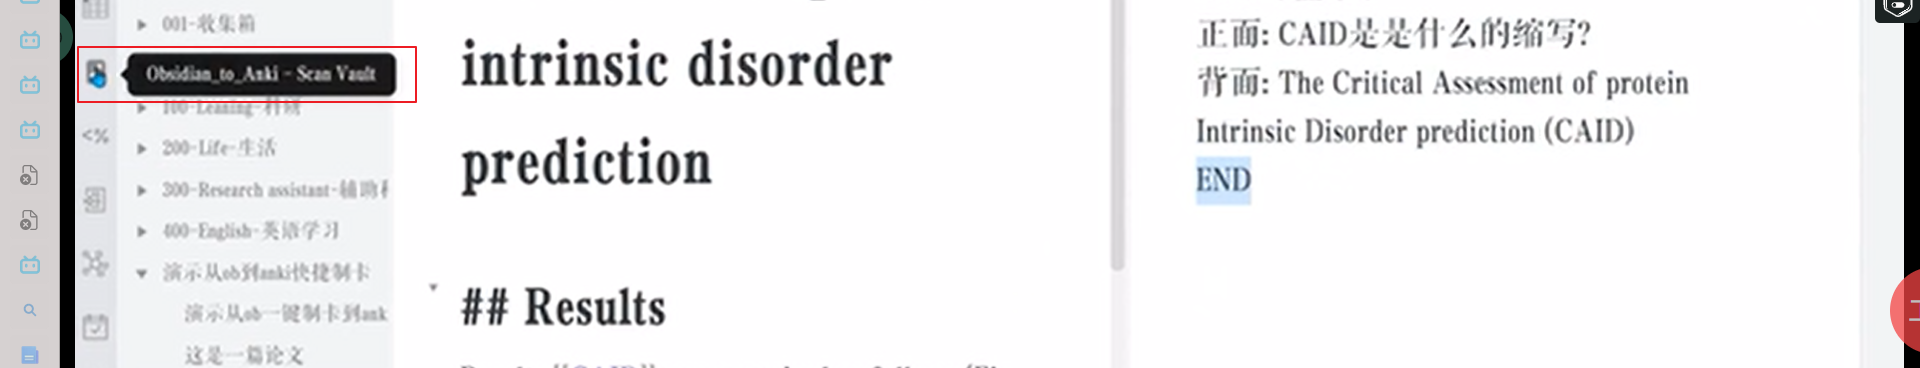 001-收集箱
Obsidian_to_Anki - Scan Vault
100-Leaning-科研
<%
200-Life-生活
300-Research assistant-辅助
400-English-英语学习
演示从ob到anki快捷制卡
演示从ob一键制卡到ank
这是一篇论文
intrinsic disorder
prediction
## Results
正面: CAID是是什么的缩写?
背面: The Critical Assessment of protein
Intrinsic Disorder prediction (CAID)
END